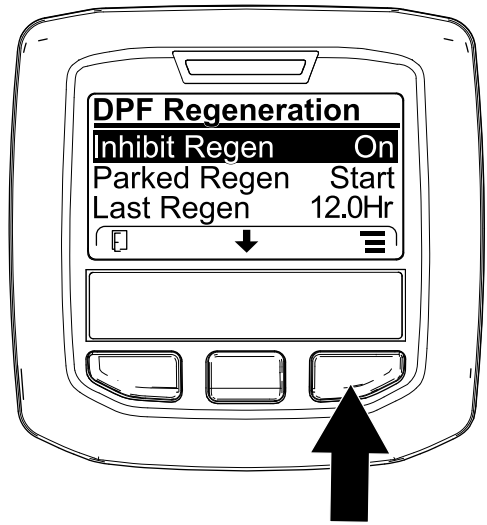 DPF Regeneration
Inhibit Regen On
Parked Regen Start
Last Regen 12.0Hr